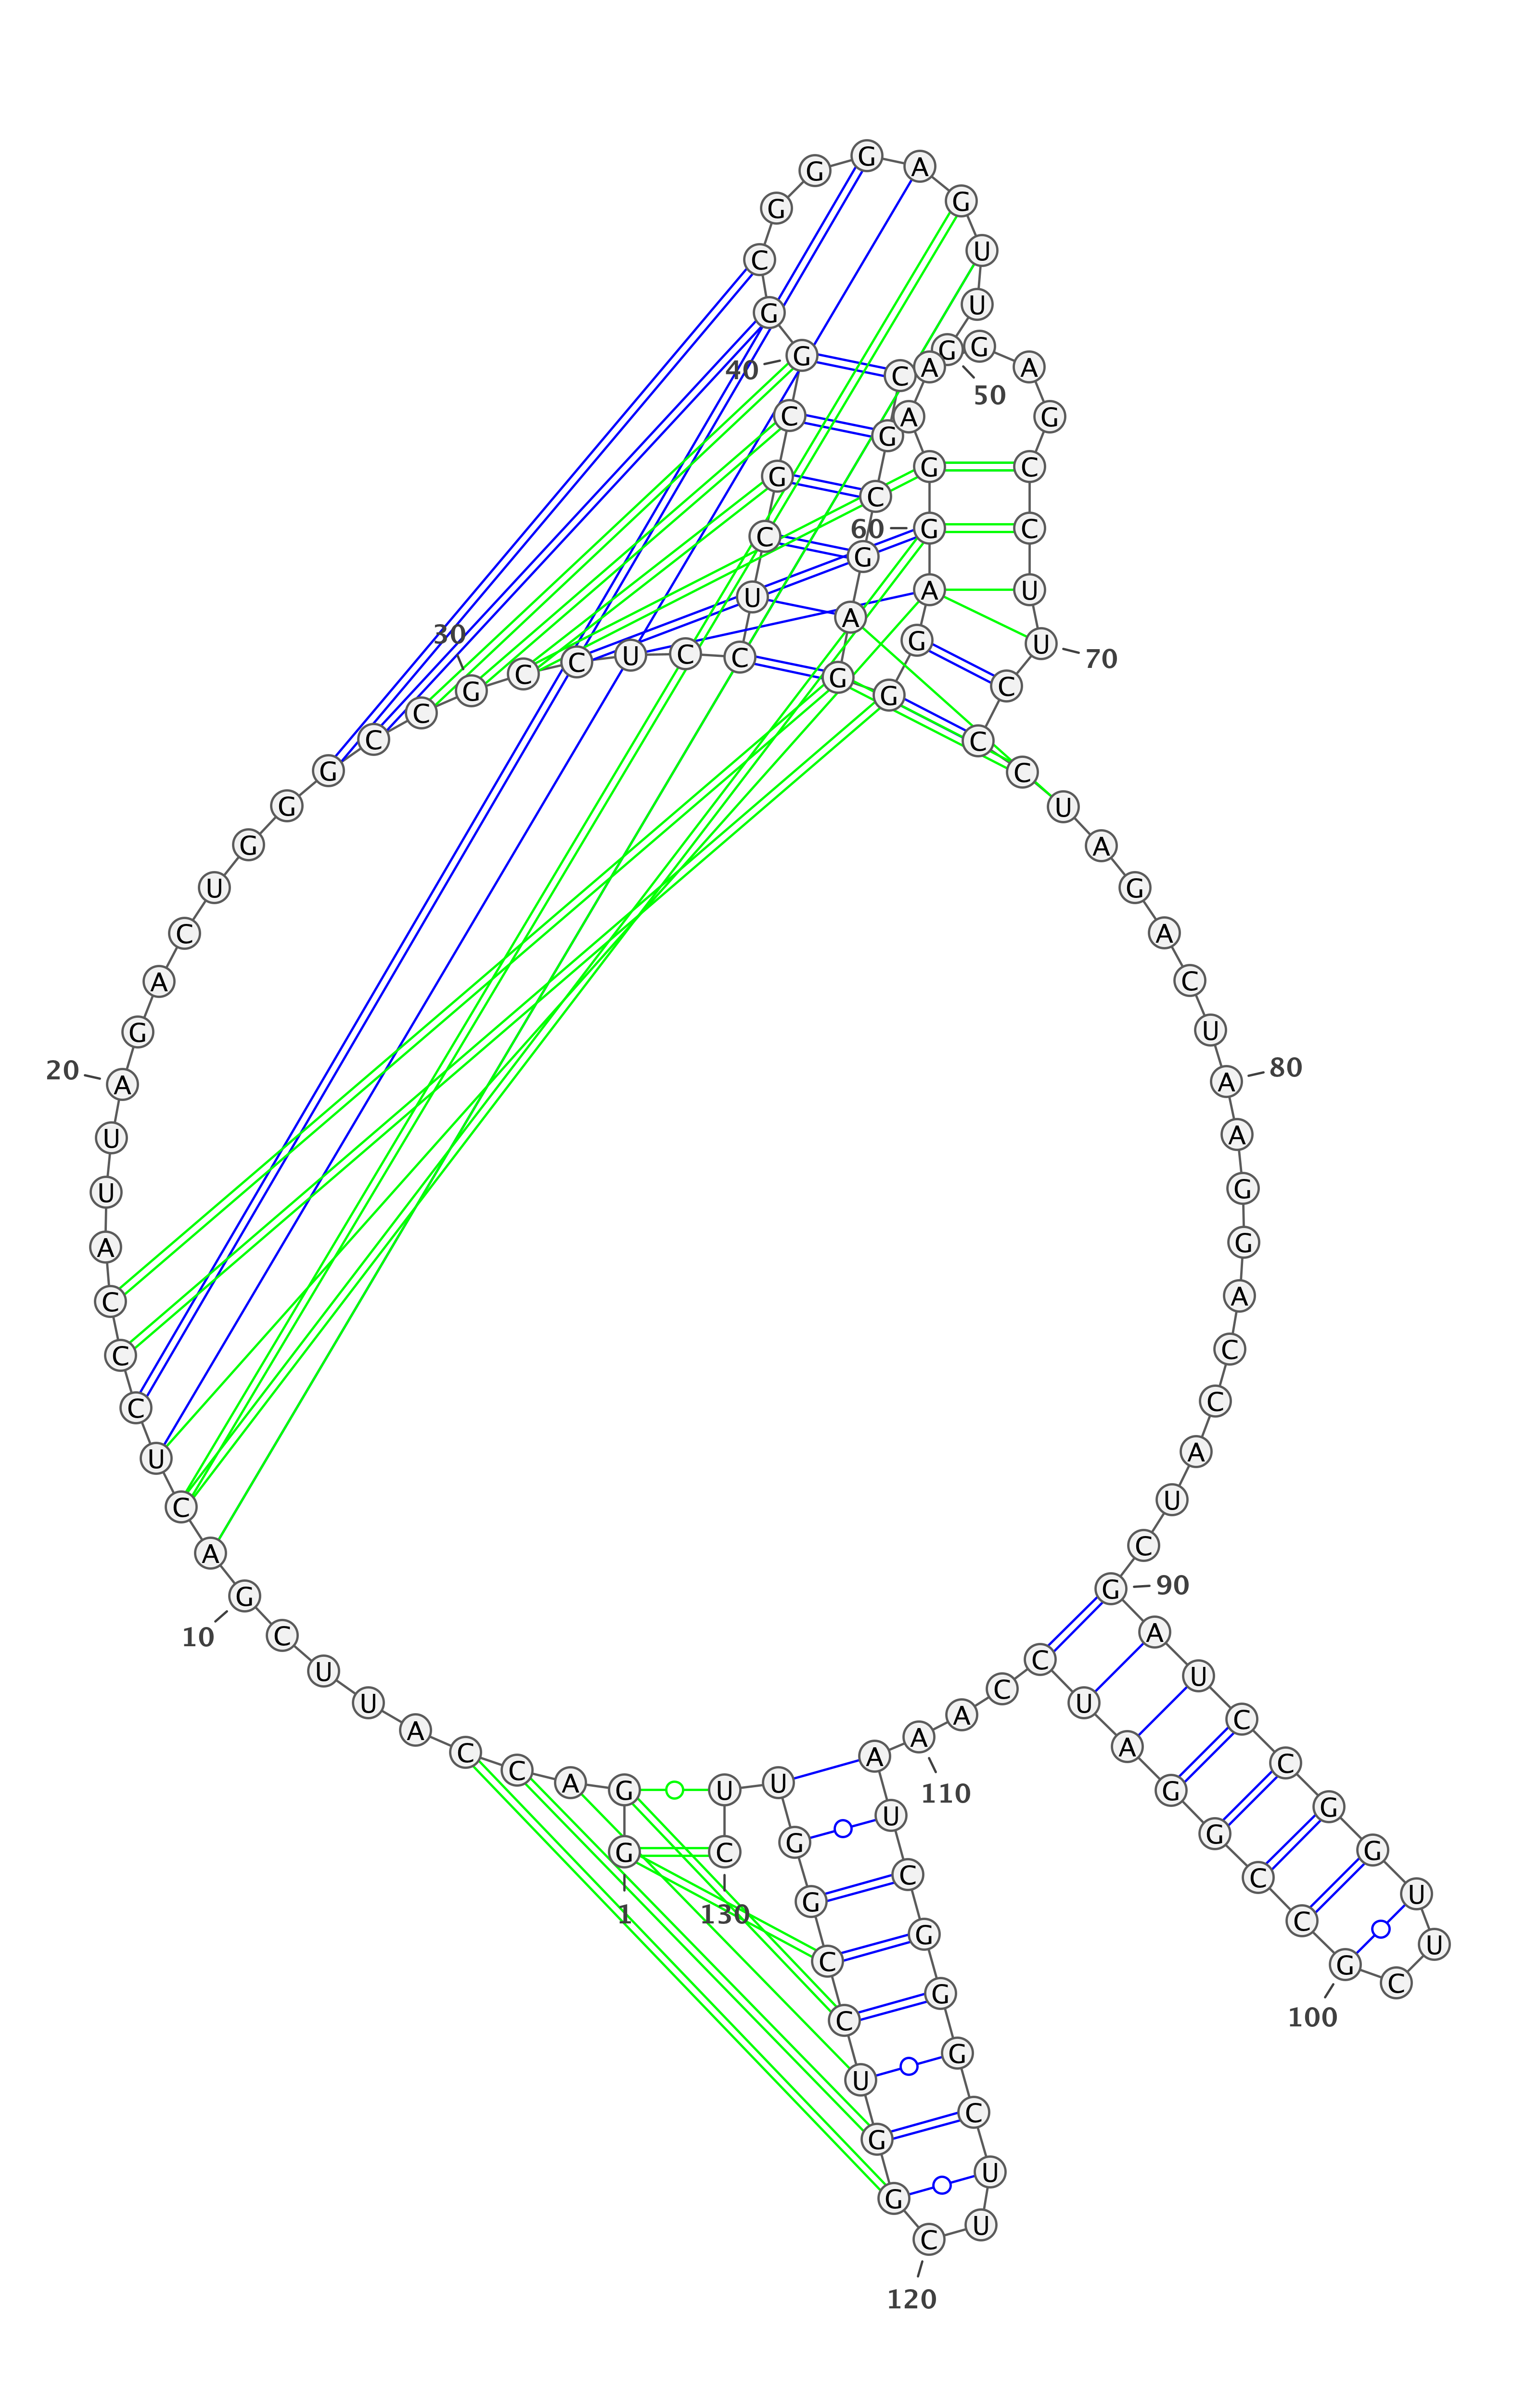 1
G G A C C A U U C G
10
A C U C C C A U U A
20
G A C U G G G C C G
30
C C U C C U C G C G
40
G C G G G A G U U G
50
C G C G A G G G A G
60
G A A G A G C C U U
70
C C C U A G A C U A
80
A G G A C C A U C G
90
A U C C G G U U C G
100
C C G G A U C C A A
110
A U C G G G C U U C
120
G G U C C G G U U C
130